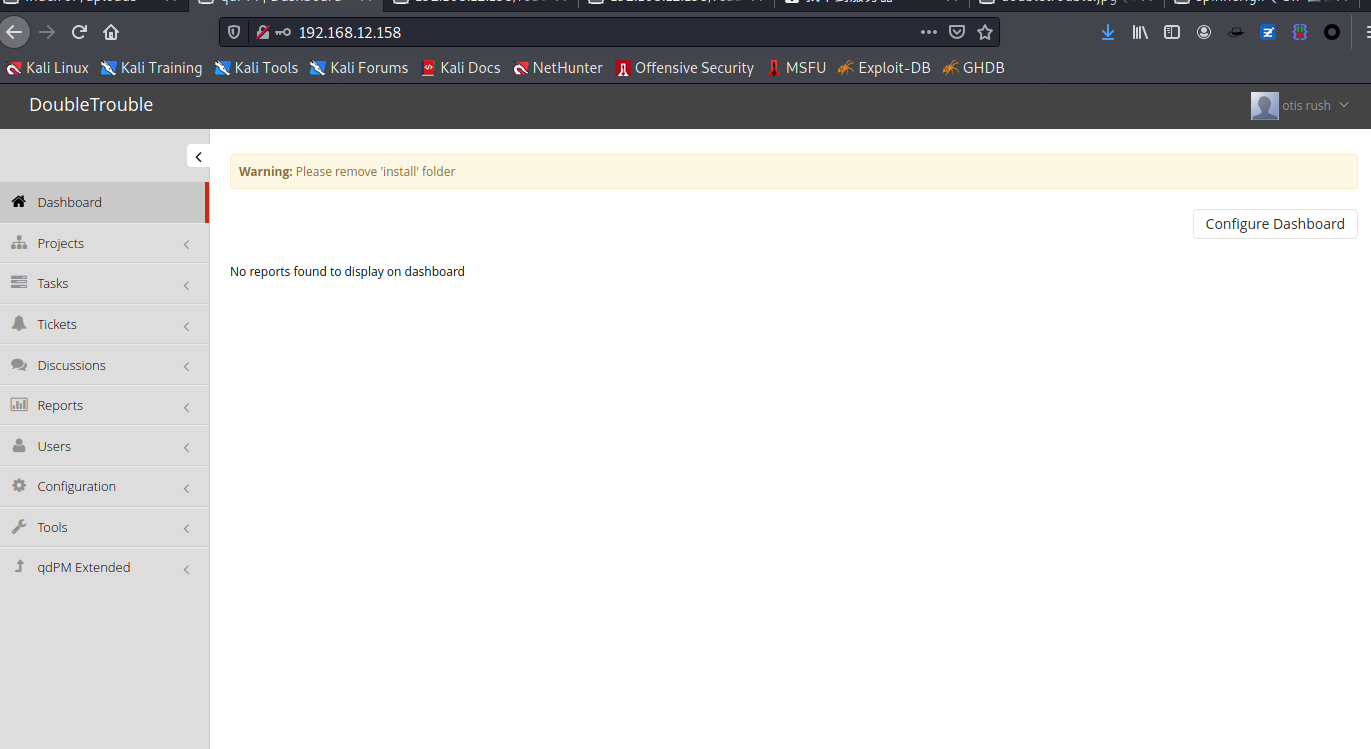 192.168.12.158
Kali Linux Kali Training Kali Tools Kali Forums Kali Docs NetHunter Offensive Security MSFU Exploit-DB GHDB
DoubleTrouble
otis rush
Warning: Please remove 'install' folder
Dashboard
Configure Dashboard
Projects
No reports found to display on dashboard
Tasks
Tickets
Discussions
Reports
Users
Configuration
Tools
qdPM Extended